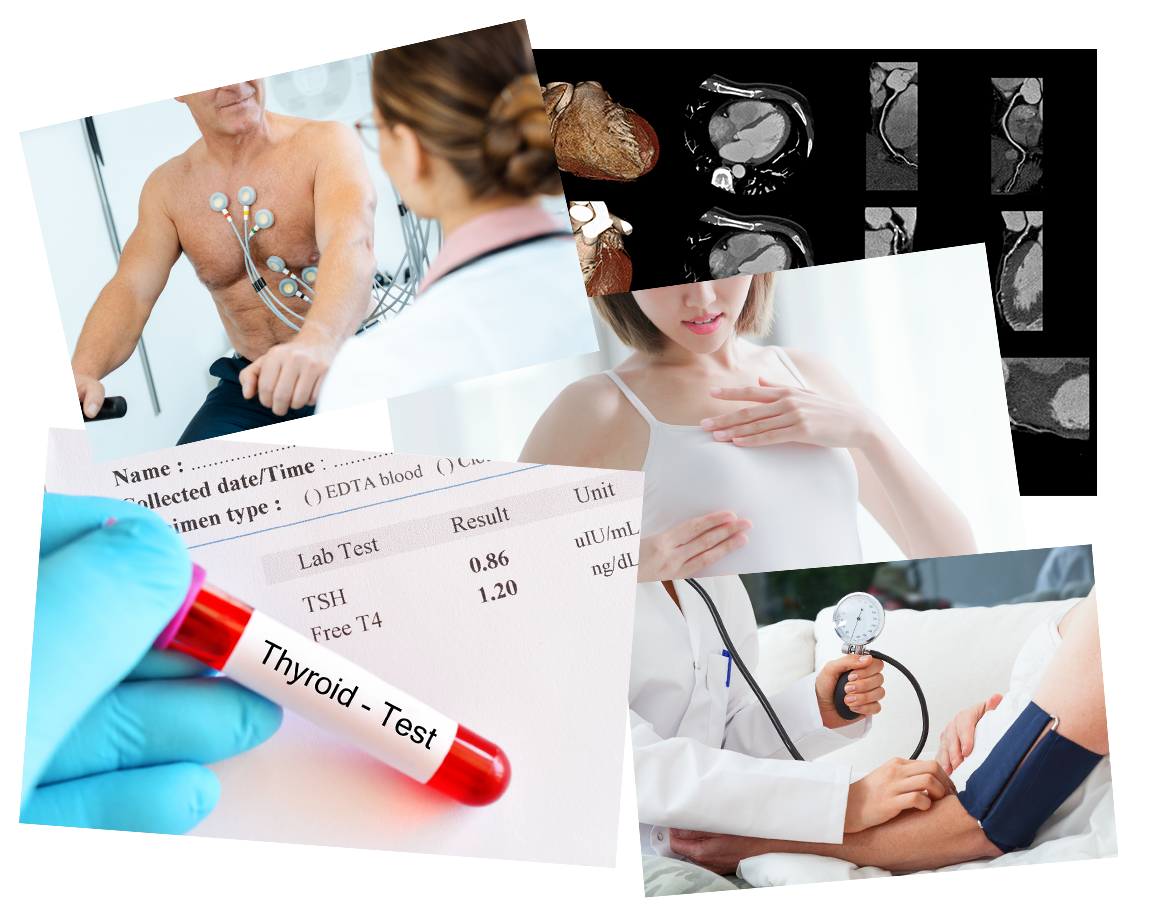 Name : ....................
Collected date/Time : ............
imen type : ( ) EDTA blood ( ) Clo
Lab Test Result Unit
TSH 0.86 uIU/mL
Free T4 1.20 ng/dL
Thyroid - Test